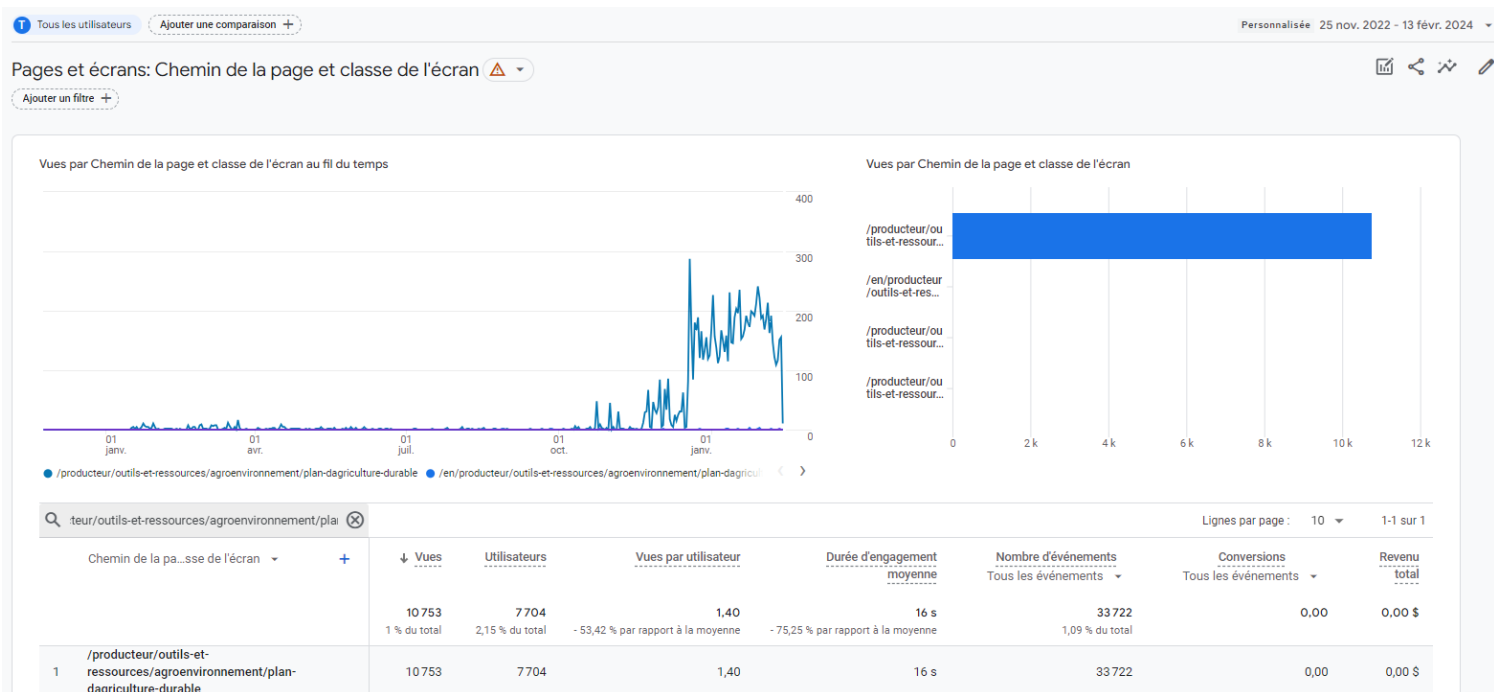 T Tous les utilisateurs Ajouter une comparaison +
Personnalisée 25 nov. 2022 - 13 févr. 2024
Pages et écrans: Chemin de la page et classe de l'écran
Ajouter un filtre +
Vues par Chemin de la page et classe de l'écran au fil du temps
400
300
200
100
0
01 janv.
01 avr.
01 juil.
01 oct.
01 janv.
/producteur/outils-et-ressources/agroenvironnement/plan-dagriculture-durable
/en/producteur/outils-et-ressources/agroenvironnement/plan-dagricul
Vues par Chemin de la page et classe de l'écran
/producteur/ou
tils-et-ressour...
/en/producteur
/outils-et-res...
/producteur/ou
tils-et-ressour...
/producteur/ou
tils-et-ressour...
0 2 k 4 k 6 k 8 k 10 k 12 k
teur/outils-et-ressources/agroenvironnement/pla
Lignes par page : 10 1-1 sur 1
Chemin de la pa...sse de l'écran +
↓ Vues
Utilisateurs
Vues par utilisateur
Durée d'engagement
moyenne
Nombre d'événements
Tous les événements
Conversions
Tous les événements
Revenu
total
10 753 7 704 1,40 16 s 33 722 0,00 0,00 $
1 % du total 2,15 % du total - 53,42 % par rapport à la moyenne - 75,25 % par rapport à la moyenne 1,09 % du total
1
/producteur/outils-et-
ressources/agroenvironnement/plan-
dagriculture-durable
10 753 7 704 1,40 16 s 33 722 0,00 0,00 $